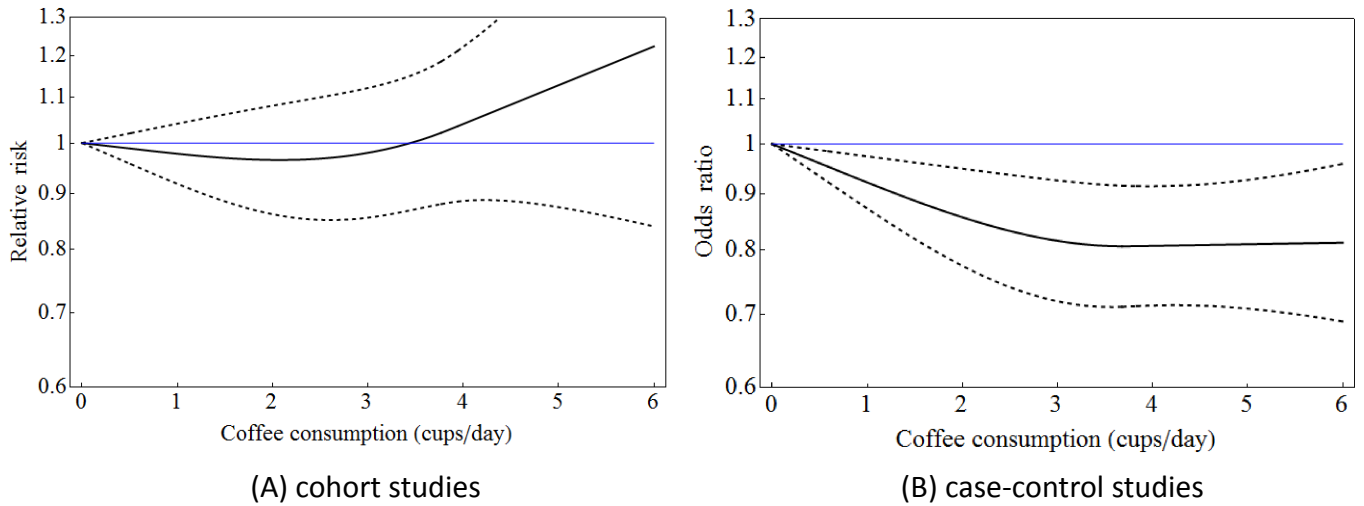 1.3
1.2
1.1
1
0.9
0.8
0.7
0.6
Relative risk
0 1 2 3 4 5 6
Coffee consumption (cups/day)
(A) cohort studies
1.3
1.2
1.1
1
0.9
0.8
0.7
0.6
Odds ratio
0 1 2 3 4 5 6
Coffee consumption (cups/day)
(B) case-control studies